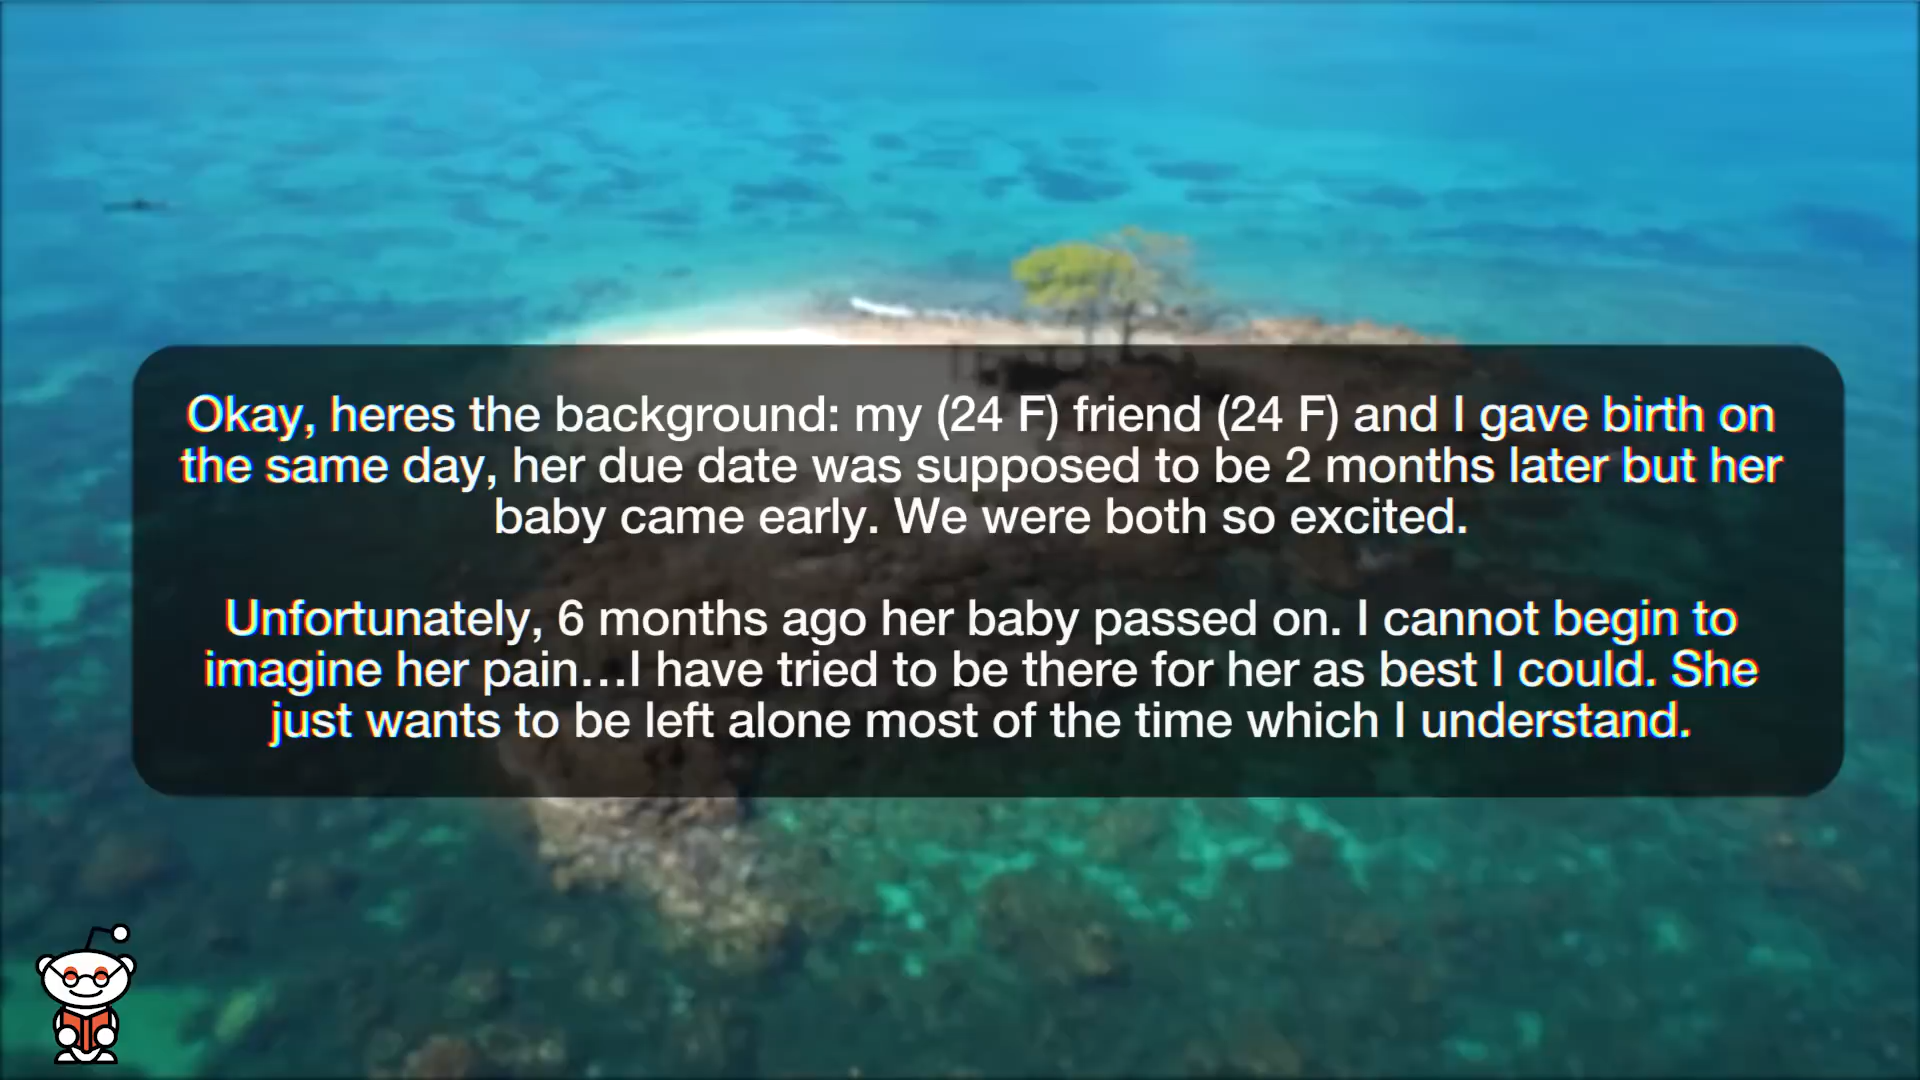 Okay, heres the background: my (24 F) friend (24 F) and I gave birth on
the same day, her due date was supposed to be 2 months later but her
baby came early. We were both so excited.
Unfortunately, 6 months ago her baby passed on. I cannot begin to
imagine her pain...I have tried to be there for her as best I could. She
just wants to be left alone most of the time which I understand.